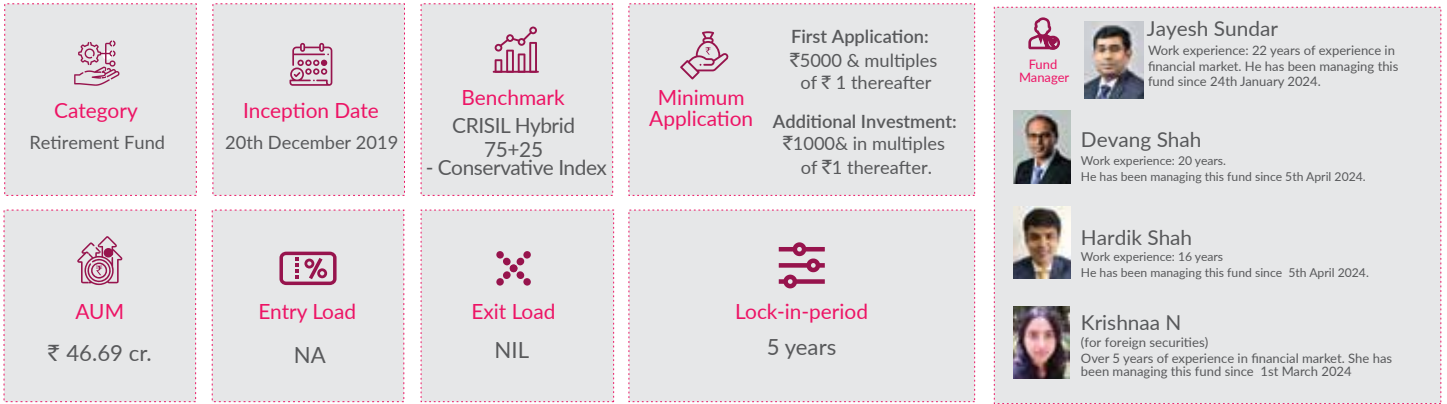 Category
Retirement Fund
Inception Date
20th December 2019
Benchmark
CRISIL Hybrid
75+25
- Conservative Index
Minimum
Application
First Application:
₹5000 & multiples
of ₹ 1 thereafter
Additional Investment:
₹1000& in multiples
of ₹1 thereafter.
AUM
₹ 46.69 cr.
Entry Load
NA
Exit Load
NIL
Lock-in-period
5 years
Fund
Manager
Jayesh Sundar
Work experience: 22 years of experience in
financial market. He has been managing this
fund since 24th January 2024.
Devang Shah
Work experience: 20 years.
He has been managing this fund since 5th April 2024.
Hardik Shah
Work experience: 16 years
He has been managing this fund since 5th April 2024.
Krishnaa N
(for foreign securities)
Over 5 years of experience in financial market. She has
been managing this fund since 1st March 2024